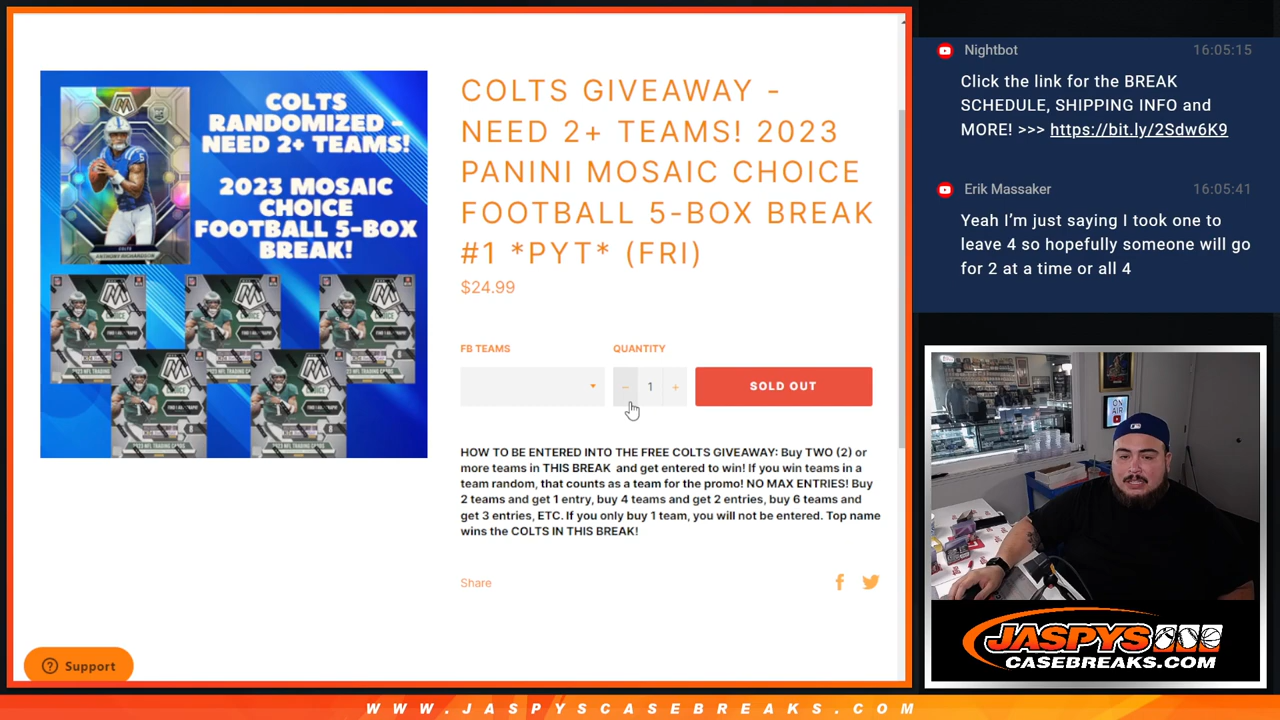 COLTS
RANDOMIZED -
NEED 2+ TEAMS!
2023 MOSAIC
CHOICE
FOOTBALL 5-BOX
BREAK!
COLTS
ANTHONY RICHARDSON
COLTS GIVEAWAY -
NEED 2+ TEAMS! 2023
PANINI MOSAIC CHOICE
FOOTBALL 5-BOX BREAK
#1 *PYT* (FRI)
$24.99
FB TEAMS
QUANTITY
− 1 +
SOLD OUT
HOW TO BE ENTERED INTO THE FREE COLTS GIVEAWAY: Buy TWO (2) or
more teams in THIS BREAK and get entered to win! If you win teams in a
team random, that counts as a team for the promo! NO MAX ENTRIES! Buy
2 teams and get 1 entry, buy 4 teams and get 2 entries, buy 6 teams and
get 3 entries, ETC. If you only buy 1 team, you will not be entered. Top name
wins the COLTS IN THIS BREAK!
Share
Support
Nightbot 16:05:15
Click the link for the BREAK
SCHEDULE, SHIPPING INFO and
MORE! >>> https://bit.ly/2Sdw6K9
Erik Massaker 16:05:41
Yeah I'm just saying I took one to
leave 4 so hopefully someone will go
for 2 at a time or all 4
ON
AIR
JASPYS
CASEBREAKS.COM
WWW.JASPYSCASEBREAKS.COM